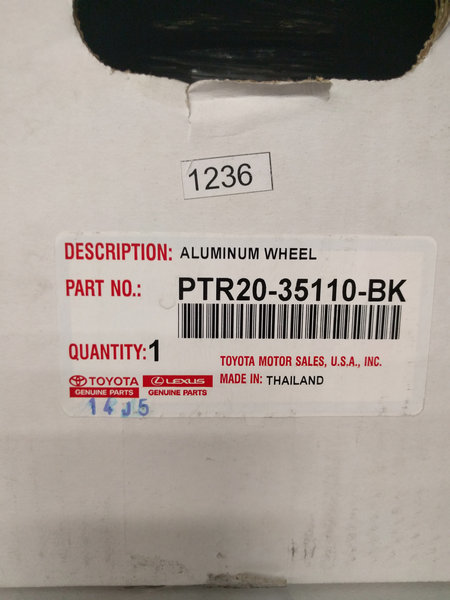 1236
DESCRIPTION: ALUMINUM WHEEL
PART NO.: PTR20-35110-BK
QUANTITY: 1
TOYOTA MOTOR SALES, U.S.A., INC.
MADE IN: THAILAND
TOYOTA
GENUINE PARTS
LEXUS
GENUINE PARTS
14J5